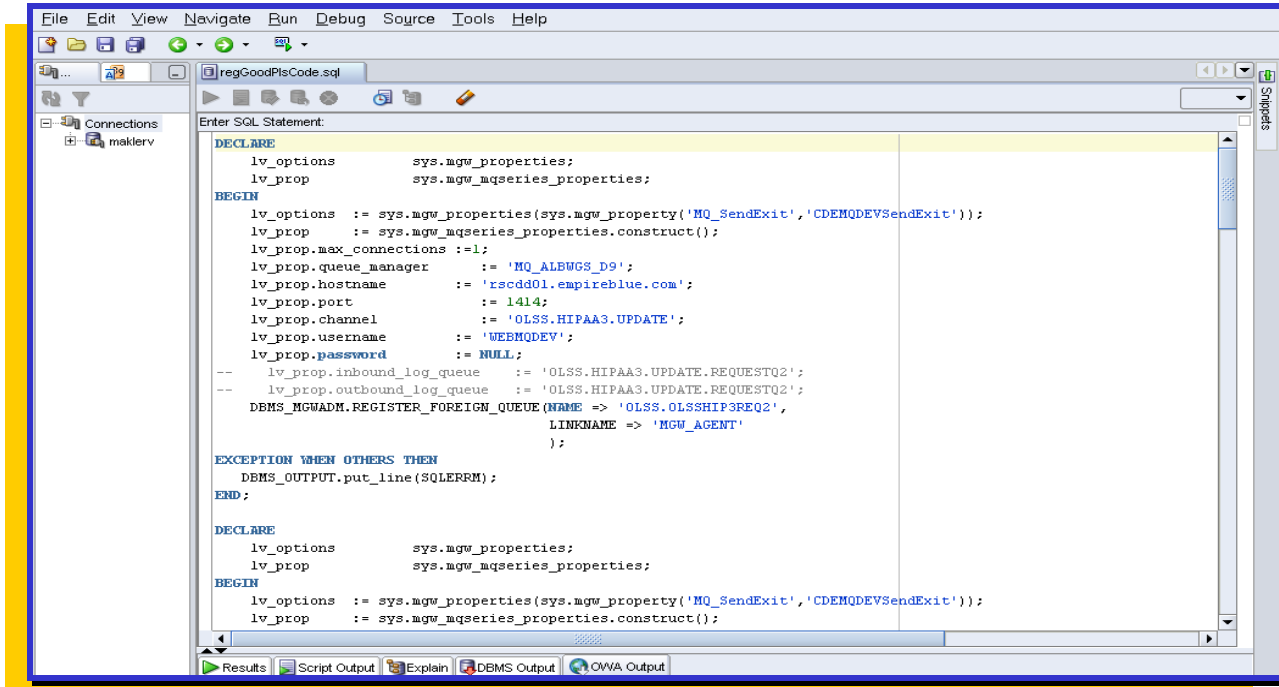 File Edit View Navigate Run Debug Source Tools Help
regGoodPlsCode.sql
Connections
maklerv
Enter SQL Statement:
DECLARE
lv_options sys.mgw_properties;
lv_prop sys.mgw_mqseries_properties;
BEGIN
lv_options := sys.mgw_properties(sys.mgw_property('MQ_SendExit','CDEMQDEVSendExit'));
lv_prop := sys.mgw_mqseries_properties.construct();
lv_prop.max_connections :=1;
lv_prop.queue_manager := 'MQ_ALBWGS_D9';
lv_prop.hostname := 'rscdd01.empireblue.com';
lv_prop.port := 1414;
lv_prop.channel := 'OLSS.HIPAA3.UPDATE';
lv_prop.username := 'WEBMQDEV';
lv_prop.password := NULL;
-- lv_prop.inbound_log_queue := 'OLSS.HIPAA3.UPDATE.REQUESTQ2';
-- lv_prop.outbound_log_queue := 'OLSS.HIPAA3.UPDATE.REQUESTQ2';
DBMS_MGWADM.REGISTER_FOREIGN_QUEUE(NAME => 'OLSS.OLSSHIP3REQ2',
LINKNAME => 'MGW_AGENT'
);
EXCEPTION WHEN OTHERS THEN
DBMS_OUTPUT.put_line(SQLERRM);
END;
DECLARE
lv_options sys.mgw_properties;
lv_prop sys.mgw_mqseries_properties;
BEGIN
lv_options := sys.mgw_properties(sys.mgw_property('MQ_SendExit','CDEMQDEVSendExit'));
lv_prop := sys.mgw_mqseries_properties.construct();
Results Script Output Explain DBMS Output OWA Output
Snippets